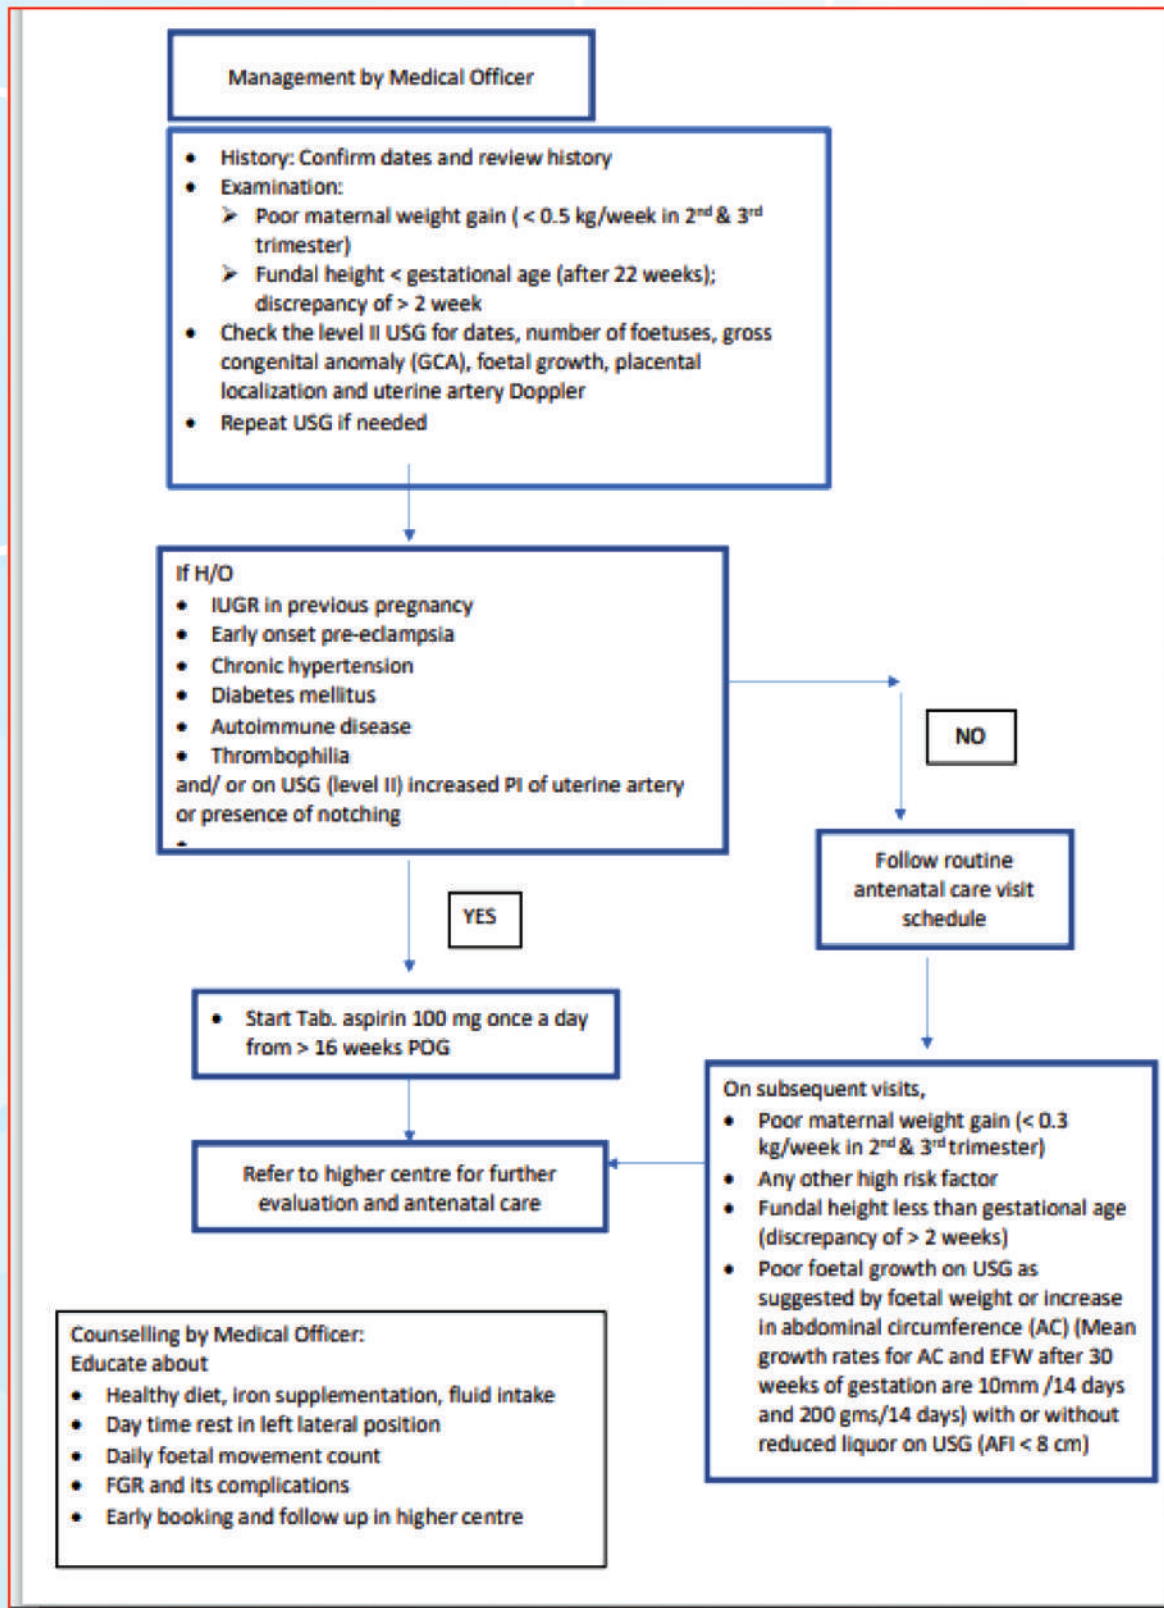 Management by Medical Officer
• History: Confirm dates and review history
• Examination:
➢ Poor maternal weight gain ( < 0.5 kg/week in 2nd & 3rd
trimester)
➢ Fundal height < gestational age (after 22 weeks);
discrepancy of > 2 week
• Check the level II USG for dates, number of foetuses, gross
congenital anomaly (GCA), foetal growth, placental
localization and uterine artery Doppler
• Repeat USG if needed
If H/O
• IUGR in previous pregnancy
• Early onset pre-eclampsia
• Chronic hypertension
• Diabetes mellitus
• Autoimmune disease
• Thrombophilia
and/ or on USG (level II) increased PI of uterine artery
or presence of notching
•
NO
Follow routine
antenatal care visit
schedule
YES
• Start Tab. aspirin 100 mg once a day
from > 16 weeks POG
Refer to higher centre for further
evaluation and antenatal care
On subsequent visits,
• Poor maternal weight gain (< 0.3
kg/week in 2nd & 3rd trimester)
• Any other high risk factor
• Fundal height less than gestational age
(discrepancy of > 2 weeks)
• Poor foetal growth on USG as
suggested by foetal weight or increase
in abdominal circumference (AC) (Mean
growth rates for AC and EFW after 30
weeks of gestation are 10mm /14 days
and 200 gms/14 days) with or without
reduced liquor on USG (AFI < 8 cm)
Counselling by Medical Officer:
Educate about
• Healthy diet, iron supplementation, fluid intake
• Day time rest in left lateral position
• Daily foetal movement count
• FGR and its complications
• Early booking and follow up in higher centre